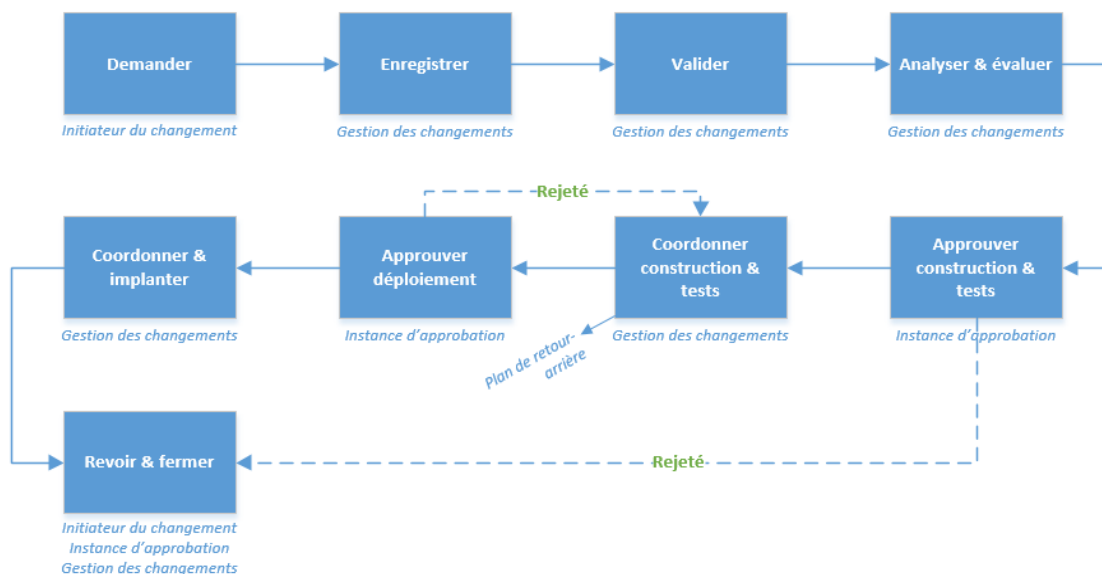 Demander
Enregistrer
Valider
Analyser & évaluer
Initiateur du changement
Gestion des changements
Gestion des changements
Gestion des changements
Rejeté
Coordonner &
implanter
Approuver
déploiement
Coordonner
construction &
tests
Approuver
construction &
tests
Gestion des changements
Instance d'approbation
Gestion des changements
Instance d'approbation
Plan de retour-
arrière
Revoir & fermer
Rejeté
Initiateur du changement
Instance d'approbation
Gestion des changements